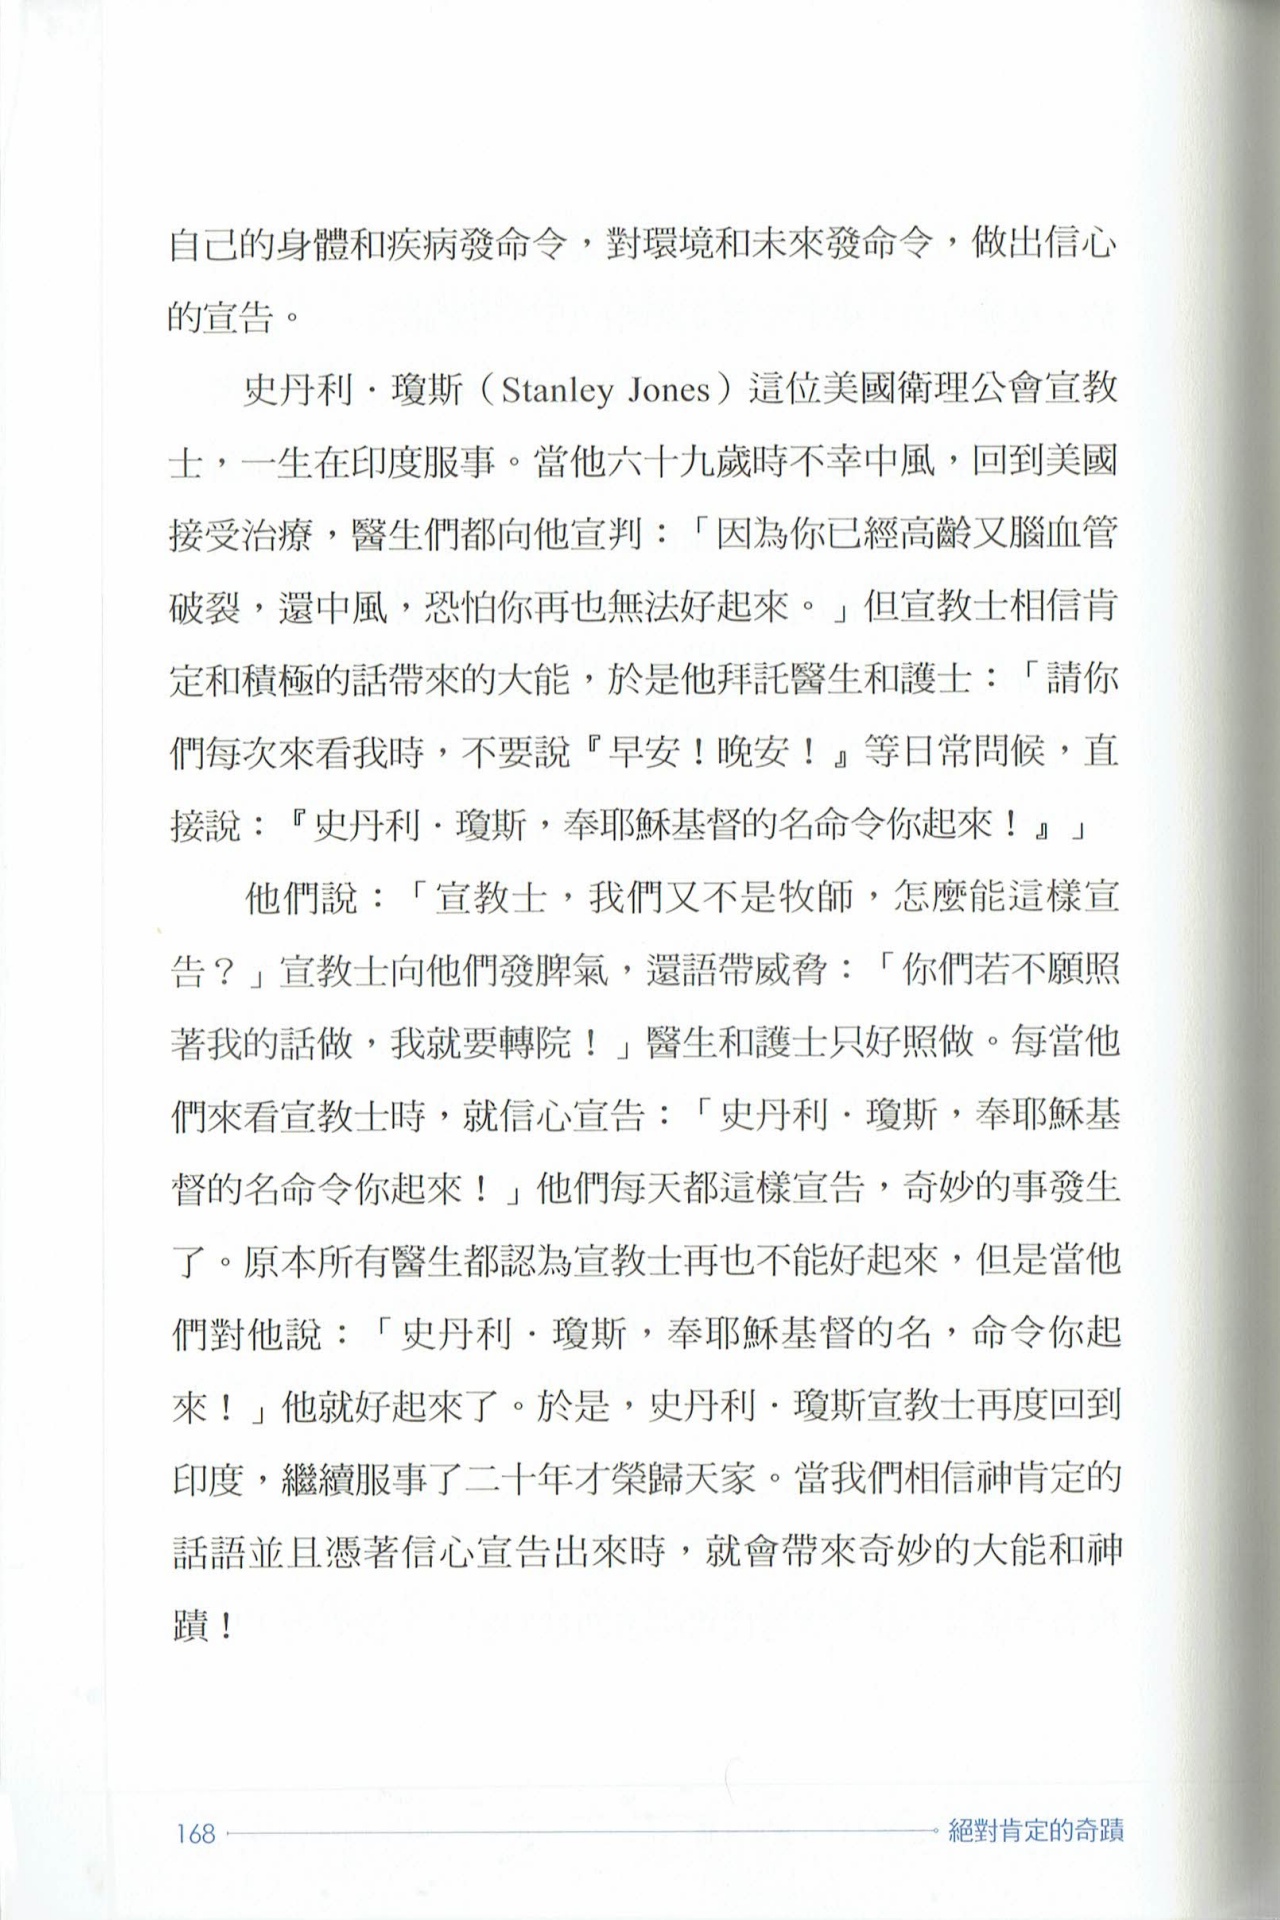 自己的身體和疾病發命令，對環境和未來發命令，做出信心
的宣告。
史丹利．瓊斯（Stanley Jones）這位美國衛理公會宣教
士，一生在印度服事。當他六十九歲時不幸中風，回到美國
接受治療，醫生們都向他宣判：「因為你已經高齡又腦血管
破裂，還中風，恐怕你再也無法好起來。」但宣教士相信肯
定和積極的話帶來的大能，於是他拜託醫生和護士：「請你
們每次來看我時，不要說『早安！晚安！』等日常問候，直
接說：『史丹利．瓊斯，奉耶穌基督的名命令你起來！』」
他們說：「宣教士，我們又不是牧師，怎麼能這樣宣
告？」宣教士向他們發脾氣，還語帶威脅：「你們若不願照
著我的話做，我就要轉院！」醫生和護士只好照做。每當他
們來看宣教士時，就信心宣告：「史丹利．瓊斯，奉耶穌基
督的名命令你起來！」他們每天都這樣宣告，奇妙的事發生
了。原本所有醫生都認為宣教士再也不能好起來，但是當他
們對他說：「史丹利．瓊斯，奉耶穌基督的名，命令你起
來！」他就好起來了。於是，史丹利．瓊斯宣教士再度回到
印度，繼續服事了二十年才榮歸天家。當我們相信神肯定的
話語並且憑著信心宣告出來時，就會帶來奇妙的大能和神
蹟！
168 絕對肯定的奇蹟